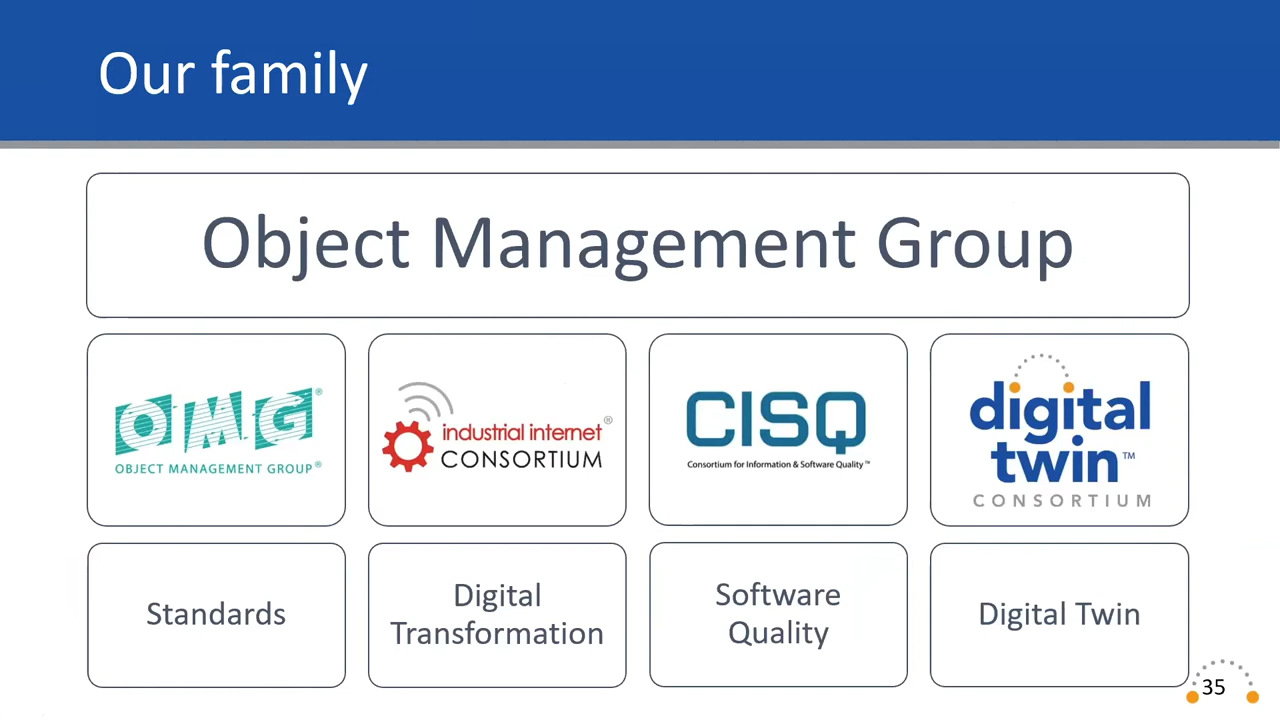 Our family
Object Management Group
OMG®
OBJECT MANAGEMENT GROUP®
industrial internet®
CONSORTIUM
CISQ
Consortium for Information & Software Quality™
digital
twin™
CONSORTIUM
Standards
Digital
Transformation
Software
Quality
Digital Twin
35